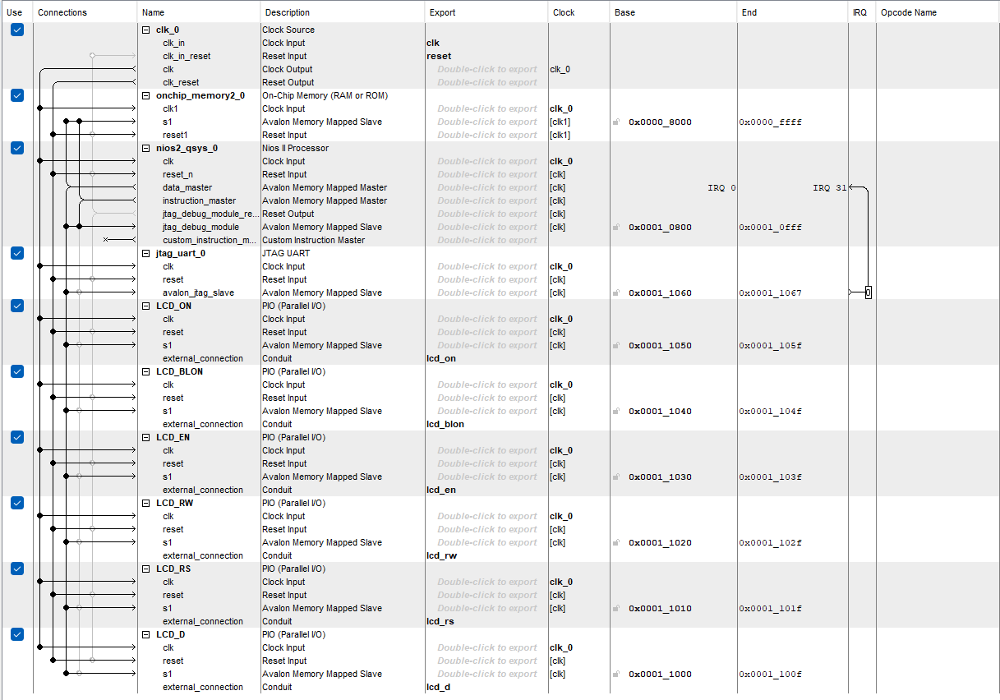 Use Connections Name Description Export Clock Base End IRQ Opcode Name
clk_0 Clock Source
clk_in Clock Input clk
clk_in_reset Reset Input reset
clk Clock Output Double-click to export clk_0
clk_reset Reset Output Double-click to export
onchip_memory2_0 On-Chip Memory (RAM or ROM)
clk1 Clock Input Double-click to export clk_0
s1 Avalon Memory Mapped Slave Double-click to export [clk1] 0x0000_8000 0x0000_ffff
reset1 Reset Input Double-click to export [clk1]
nios2_qsys_0 Nios II Processor
clk Clock Input Double-click to export clk_0
reset_n Reset Input Double-click to export [clk]
data_master Avalon Memory Mapped Master Double-click to export [clk] IRQ 0 IRQ 31
instruction_master Avalon Memory Mapped Master Double-click to export [clk]
jtag_debug_module_re... Reset Output Double-click to export [clk]
jtag_debug_module Avalon Memory Mapped Slave Double-click to export [clk] 0x0001_0800 0x0001_0fff
custom_instruction_m... Custom Instruction Master Double-click to export
jtag_uart_0 JTAG UART
clk Clock Input Double-click to export clk_0
reset Reset Input Double-click to export [clk]
avalon_jtag_slave Avalon Memory Mapped Slave Double-click to export [clk] 0x0001_1060 0x0001_1067 0
LCD_ON PIO (Parallel I/O)
clk Clock Input Double-click to export clk_0
reset Reset Input Double-click to export [clk]
s1 Avalon Memory Mapped Slave Double-click to export [clk] 0x0001_1050 0x0001_105f
external_connection Conduit lcd_on
LCD_BLON PIO (Parallel I/O)
clk Clock Input Double-click to export clk_0
reset Reset Input Double-click to export [clk]
s1 Avalon Memory Mapped Slave Double-click to export [clk] 0x0001_1040 0x0001_104f
external_connection Conduit lcd_blon
LCD_EN PIO (Parallel I/O)
clk Clock Input Double-click to export clk_0
reset Reset Input Double-click to export [clk]
s1 Avalon Memory Mapped Slave Double-click to export [clk] 0x0001_1030 0x0001_103f
external_connection Conduit lcd_en
LCD_RW PIO (Parallel I/O)
clk Clock Input Double-click to export clk_0
reset Reset Input Double-click to export [clk]
s1 Avalon Memory Mapped Slave Double-click to export [clk] 0x0001_1020 0x0001_102f
external_connection Conduit lcd_rw
LCD_RS PIO (Parallel I/O)
clk Clock Input Double-click to export clk_0
reset Reset Input Double-click to export [clk]
s1 Avalon Memory Mapped Slave Double-click to export [clk] 0x0001_1010 0x0001_101f
external_connection Conduit lcd_rs
LCD_D PIO (Parallel I/O)
clk Clock Input Double-click to export clk_0
reset Reset Input Double-click to export [clk]
s1 Avalon Memory Mapped Slave Double-click to export [clk] 0x0001_1000 0x0001_100f
external_connection Conduit lcd_d